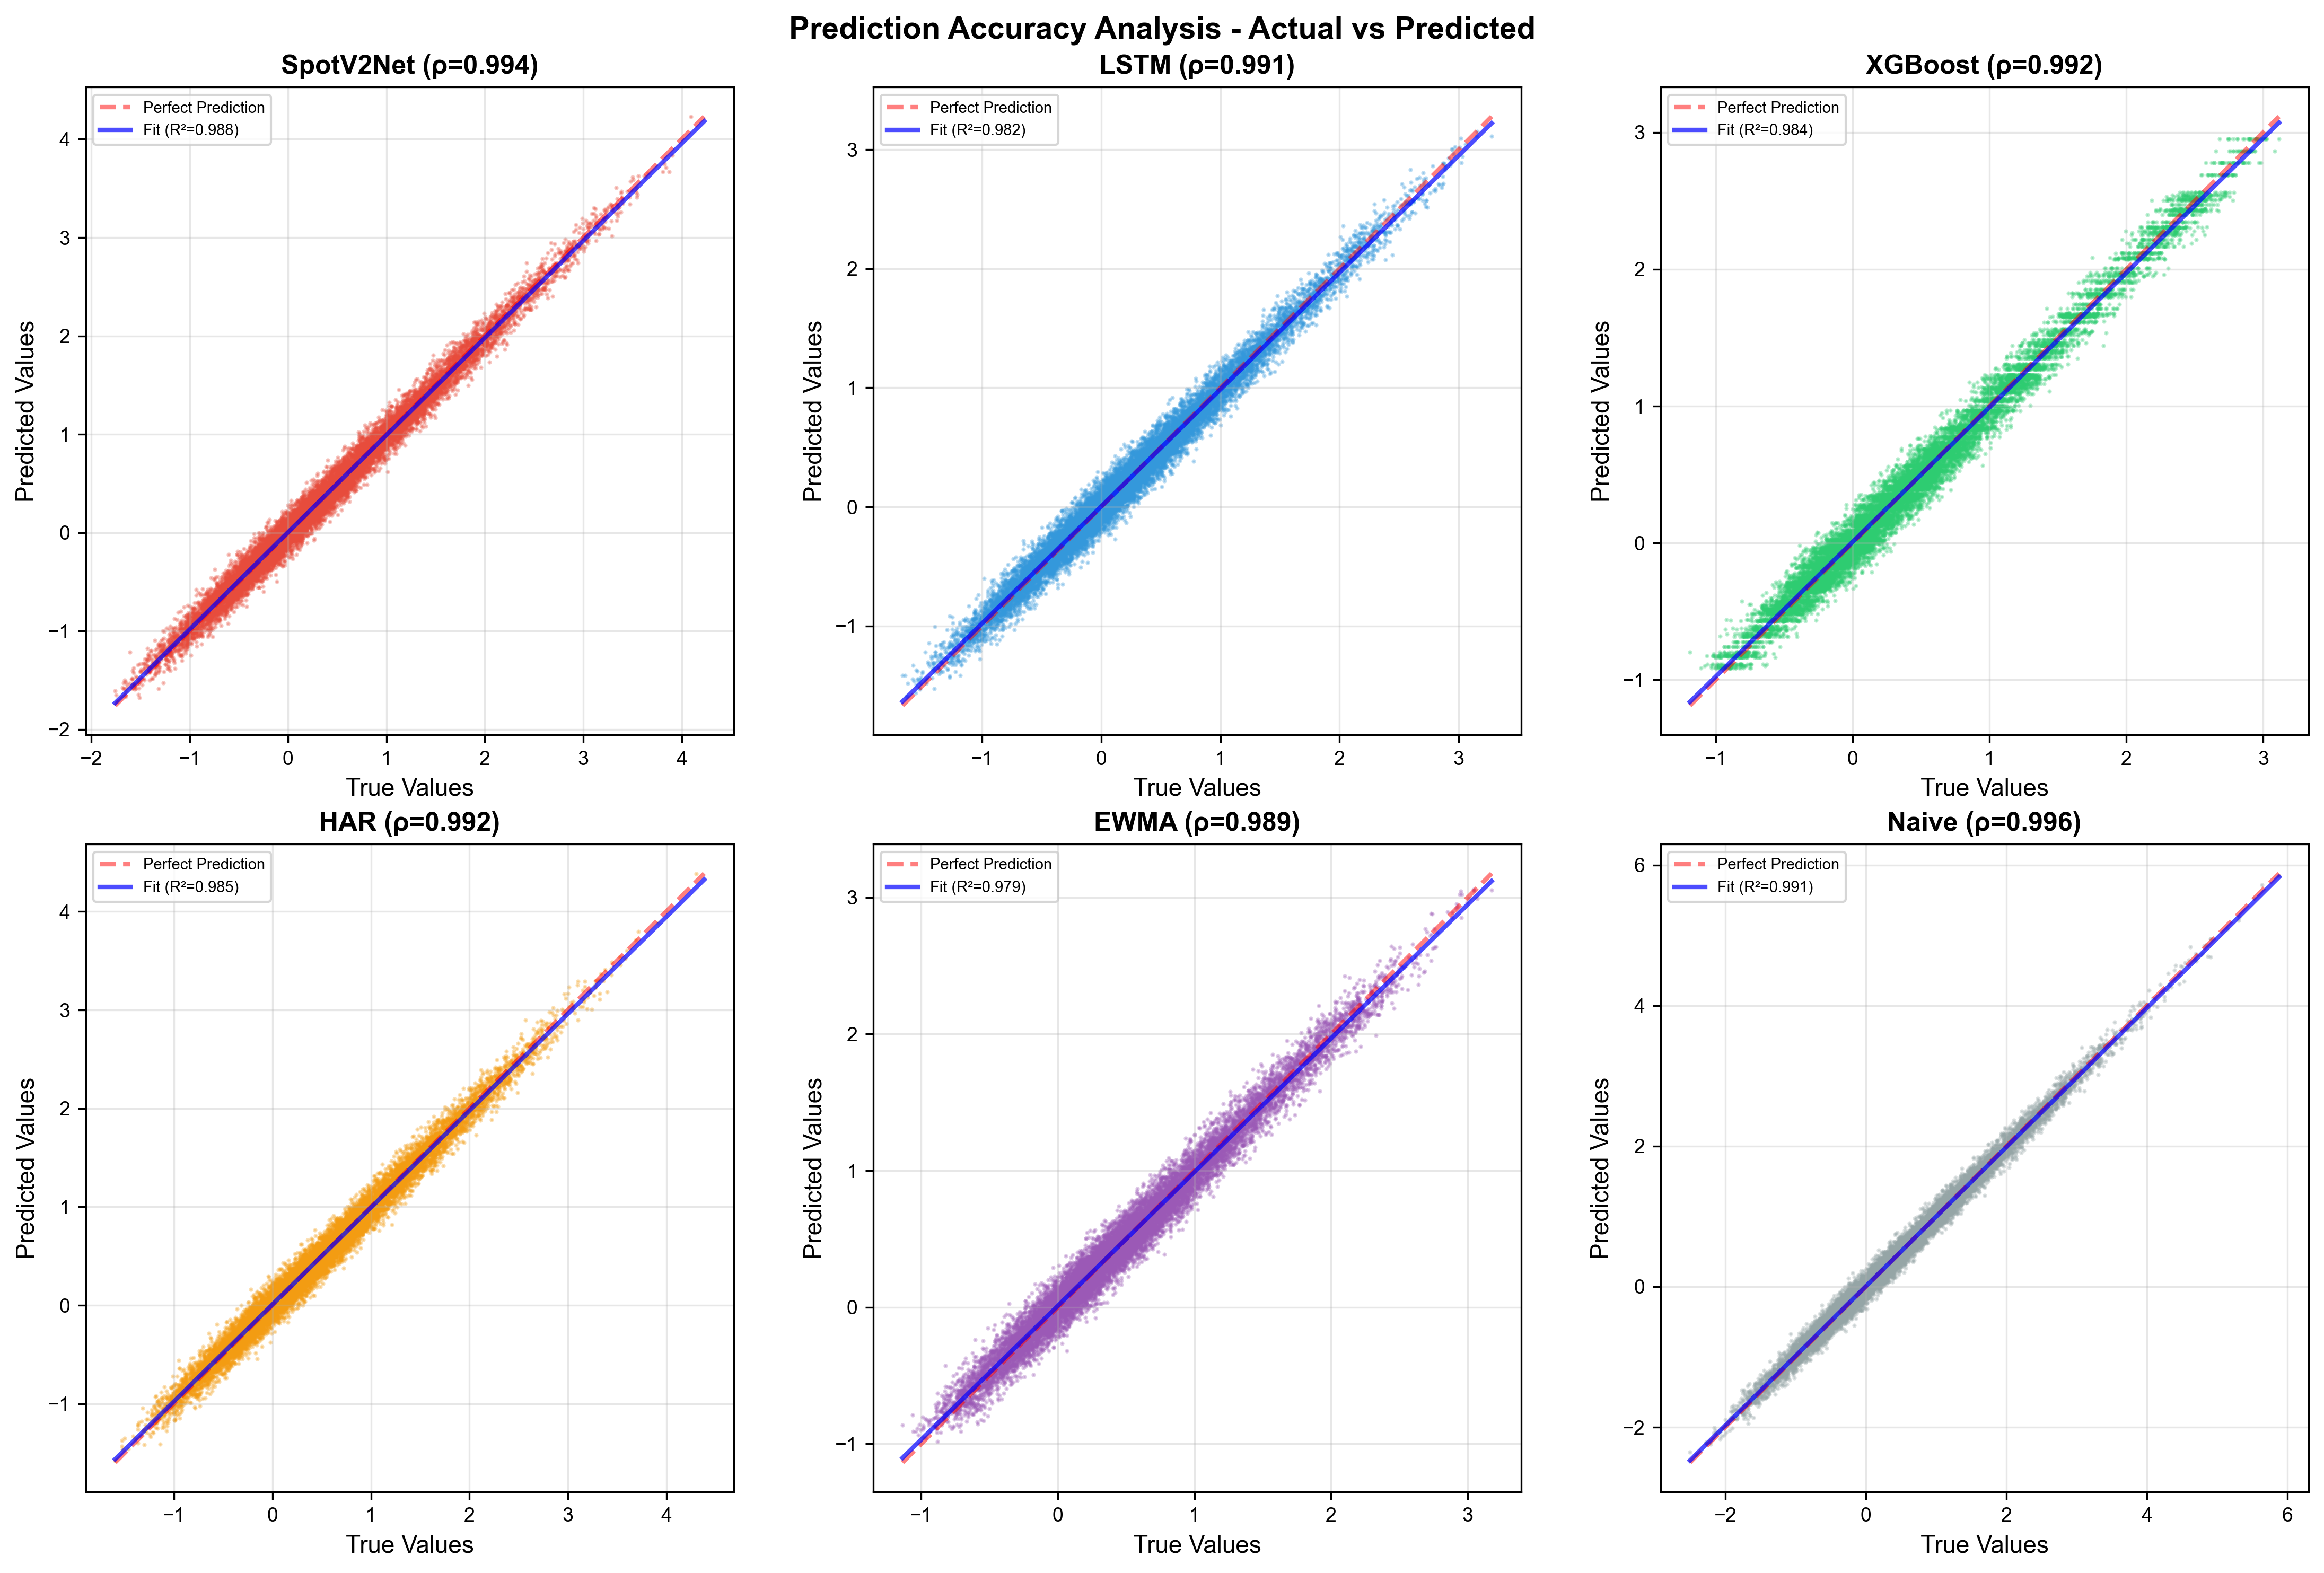 Prediction Accuracy Analysis - Actual vs Predicted
SpotV2Net (ρ=0.994)
Perfect Prediction
Fit (R²=0.988)
Predicted Values
4
3
2
1
0
−1
−2
−2 −1 0 1 2 3 4
True Values
LSTM (ρ=0.991)
Perfect Prediction
Fit (R²=0.982)
Predicted Values
3
2
1
0
−1
−1 0 1 2 3
True Values
XGBoost (ρ=0.992)
Perfect Prediction
Fit (R²=0.984)
Predicted Values
3
2
1
0
−1
−1 0 1 2 3
True Values
HAR (ρ=0.992)
Perfect Prediction
Fit (R²=0.985)
Predicted Values
4
3
2
1
0
−1
−1 0 1 2 3 4
True Values
EWMA (ρ=0.989)
Perfect Prediction
Fit (R²=0.979)
Predicted Values
3
2
1
0
−1
−1 0 1 2 3
True Values
Naive (ρ=0.996)
Perfect Prediction
Fit (R²=0.991)
Predicted Values
6
4
2
0
−2
−2 0 2 4 6
True Values